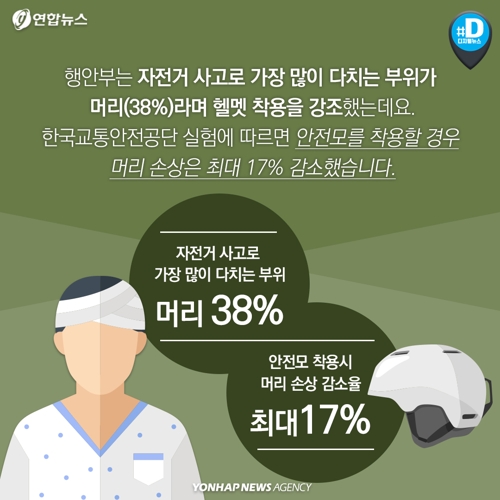 연합뉴스
#D
디지털뉴스
행안부는 자전거 사고로 가장 많이 다치는 부위가
머리(38%)라며 헬멧 착용을 강조했는데요.
한국교통안전공단 실험에 따르면 안전모를 착용할 경우
머리 손상은 최대 17% 감소했습니다.
자전거 사고로
가장 많이 다치는 부위
머리 38%
안전모 착용시
머리 손상 감소율
최대17%
YONHAP NEWS AGENCY